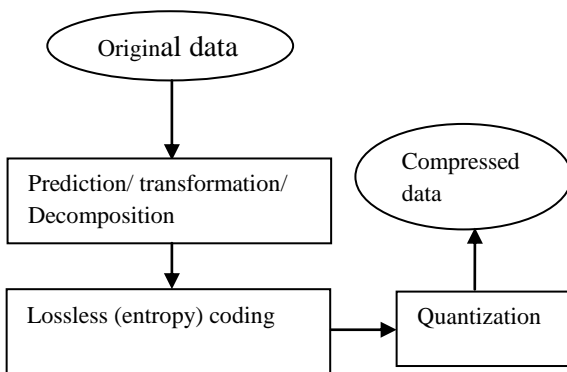 Original data
Prediction/ transformation/
Decomposition
Lossless (entropy) coding
Quantization
Compressed
data